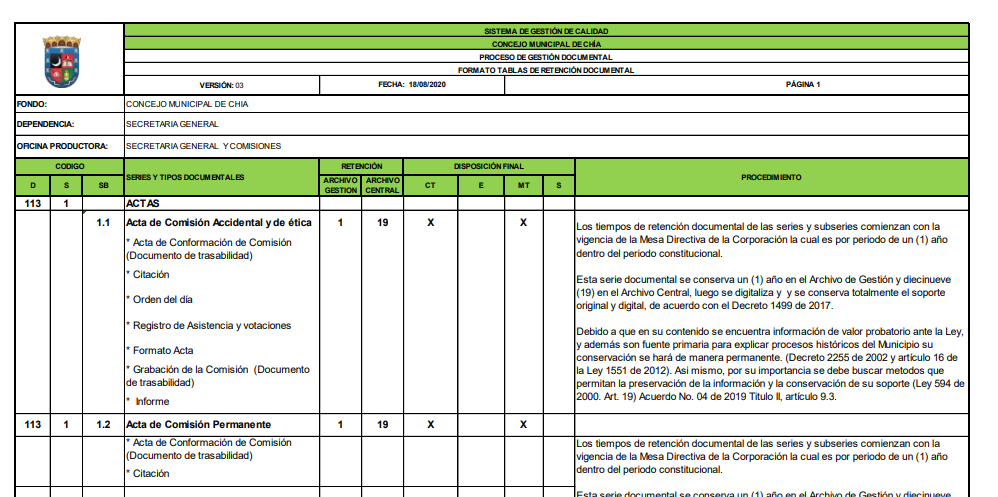 SISTEMA DE GESTIÓN DE CALIDAD
CONCEJO MUNICIPAL DE CHÍA
PROCESO DE GESTIÓN DOCUMENTAL
FORMATO TABLAS DE RETENCIÓN DOCUMENTAL
VERSIÓN: 03 FECHA: 18/08/2020 PÁGINA 1
FONDO: CONCEJO MUNICIPAL DE CHIA
DEPENDENCIA: SECRETARIA GENERAL
OFICINA PRODUCTORA: SECRETARIA GENERAL Y COMISIONES
CODIGO SERIES Y TIPOS DOCUMENTALES RETENCIÓN DISPOSICIÓN FINAL PROCEDIMIENTO
D S SB ARCHIVO GESTION ARCHIVO CENTRAL CT E MT S
113 1 ACTAS
1.1 Acta de Comisión Accidental y de ética 1 19 X X
* Acta de Conformación de Comisión
(Documento de trasabilidad)
* Citación
* Orden del día
* Registro de Asistencia y votaciones
* Formato Acta
* Grabación de la Comisión (Documento
de trasabilidad)
* Informe
Los tiempos de retención documental de las series y subseries comienzan con la
vigencia de la Mesa Directiva de la Corporación la cual es por periodo de un (1) año
dentro del periodo constitucional.
Esta serie documental se conserva un (1) año en el Archivo de Gestión y diecinueve
(19) en el Archivo Central, luego se digitaliza y y se conserva totalmente el soporte
original y digital, de acuerdo con el Decreto 1499 de 2017.
Debido a que en su contenido se encuentra información de valor probatorio ante la Ley,
y además son fuente primaria para explicar procesos históricos del Municipio su
conservación se hará de manera permanente. (Decreto 2255 de 2002 y artículo 16 de
la Ley 1551 de 2012). Asi mismo, por su importancia se debe buscar metodos que
permitan la preservación de la información y la conservación de su soporte (Ley 594 de
2000. Art. 19) Acuerdo No. 04 de 2019 Titulo II, artículo 9.3.
113 1 1.2 Acta de Comisión Permanente 1 19 X X
* Acta de Conformación de Comisión
(Documento de trasabilidad)
* Citación
Los tiempos de retención documental de las series y subseries comienzan con la
vigencia de la Mesa Directiva de la Corporación la cual es por periodo de un (1) año
dentro del periodo constitucional.
Esta serie documental se conserva un (1) año en el Archivo de Gestión y diecinueve